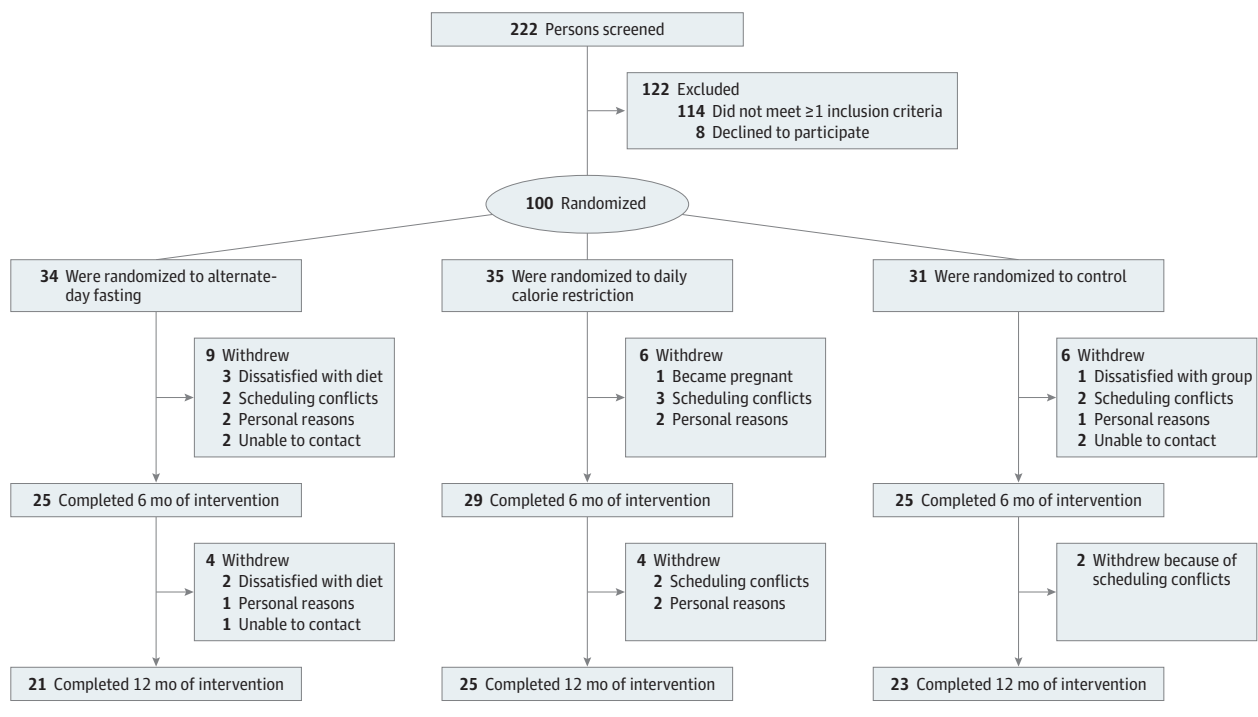 222 Persons screened
122 Excluded
114 Did not meet ≥1 inclusion criteria
8 Declined to participate
100 Randomized
34 Were randomized to alternate-
day fasting
35 Were randomized to daily
calorie restriction
31 Were randomized to control
9 Withdrew
3 Dissatisfied with diet
2 Scheduling conflicts
2 Personal reasons
2 Unable to contact
6 Withdrew
1 Became pregnant
3 Scheduling conflicts
2 Personal reasons
6 Withdrew
1 Dissatisfied with group
2 Scheduling conflicts
1 Personal reasons
2 Unable to contact
25 Completed 6 mo of intervention
29 Completed 6 mo of intervention
25 Completed 6 mo of intervention
4 Withdrew
2 Dissatisfied with diet
1 Personal reasons
1 Unable to contact
4 Withdrew
2 Scheduling conflicts
2 Personal reasons
2 Withdrew because of
scheduling conflicts
21 Completed 12 mo of intervention
25 Completed 12 mo of intervention
23 Completed 12 mo of intervention